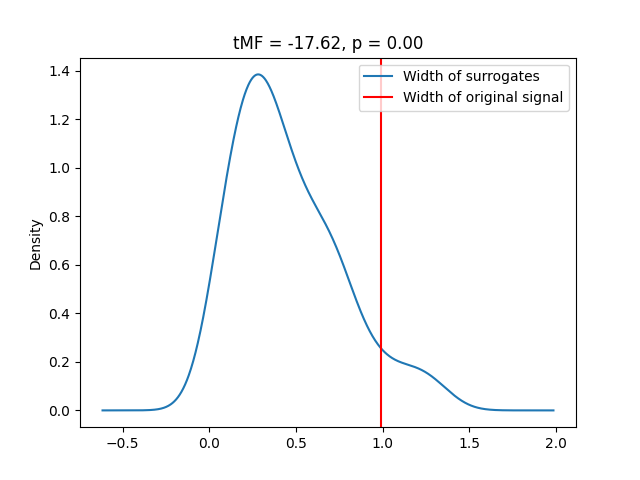 tMF = -17.62, p = 0.00
Width of surrogates
Width of original signal
Density
1.4
1.2
1.0
0.8
0.6
0.4
0.2
0.0
−0.5 0.0 0.5 1.0 1.5 2.0